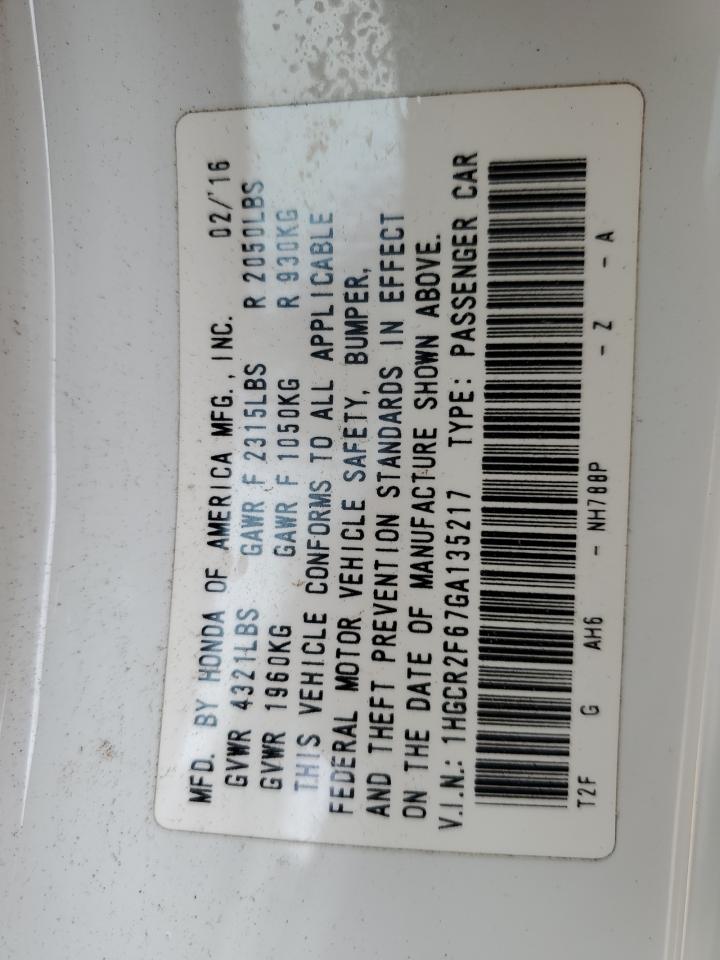 MFD. BY HONDA OF AMERICA MFG., INC. 02/'16
GVWR 4321LBS GAWR F 2315LBS R 2050LBS
GVWR 1960KG GAWR F 1050KG R 930KG
THIS VEHICLE CONFORMS TO ALL APPLICABLE
FEDERAL MOTOR VEHICLE SAFETY, BUMPER,
AND THEFT PREVENTION STANDARDS IN EFFECT
ON THE DATE OF MANUFACTURE SHOWN ABOVE.
V.I.N.: 1HGCR2F67GA135217 TYPE: PASSENGER CAR
T2F G AH6 - NH788P - Z - A